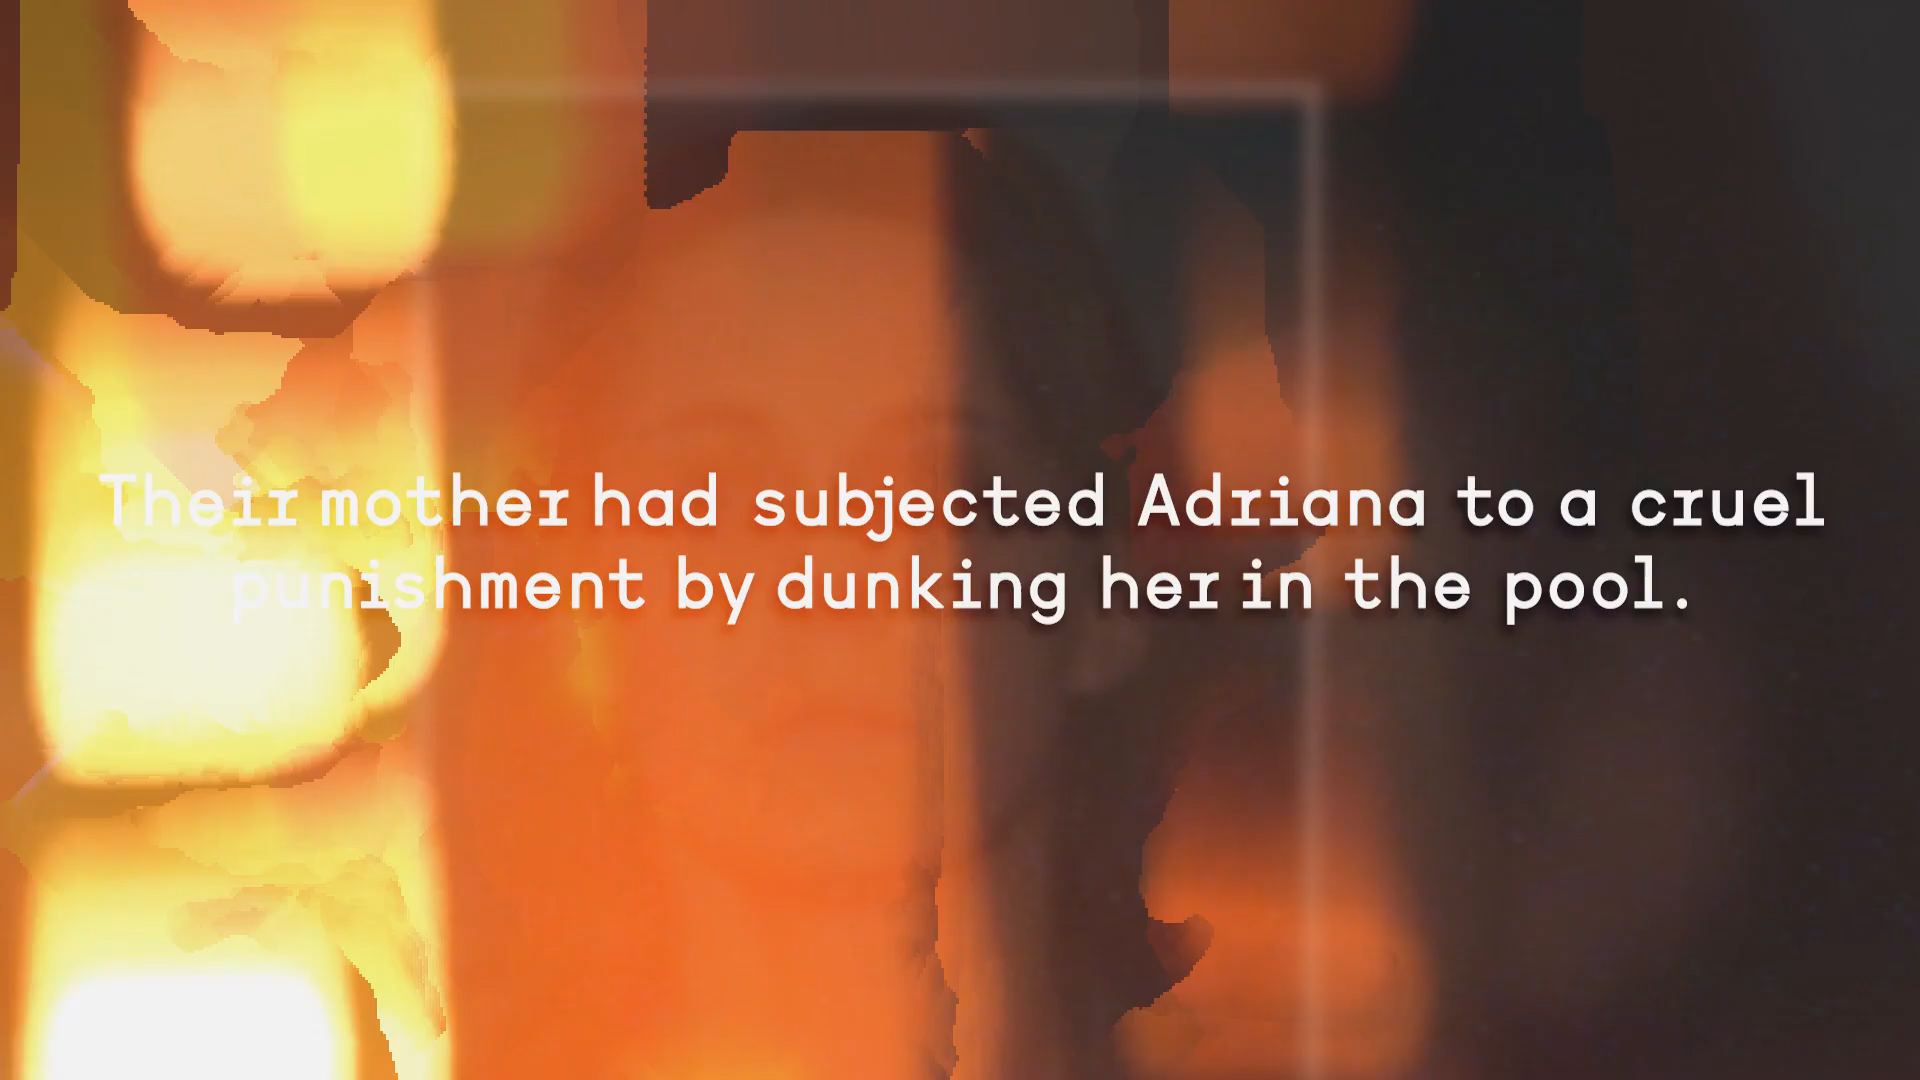 Their mother had subjected Adriana to a cruel
punishment by dunking her in the pool.